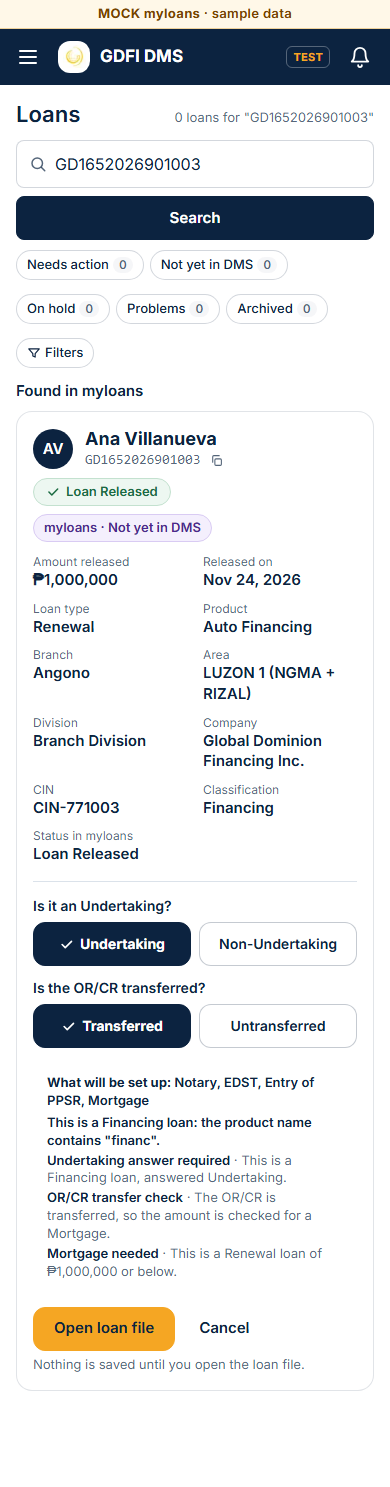 MOCK myloans · sample data
GDFI DMS
TEST
Loans
0 loans for "GD1652026901003"
GD1652026901003
Search
Needs action 0
Not yet in DMS 0
On hold 0
Problems 0
Archived 0
Filters
Found in myloans
AV
Ana Villanueva
GD1652026901003
Loan Released
myloans · Not yet in DMS
Amount released
₱1,000,000
Released on
Nov 24, 2026
Loan type
Renewal
Product
Auto Financing
Branch
Angono
Area
LUZON 1 (NGMA +
RIZAL)
Division
Branch Division
Company
Global Dominion
Financing Inc.
CIN
CIN-771003
Classification
Financing
Status in myloans
Loan Released
Is it an Undertaking?
Undertaking
Non-Undertaking
Is the OR/CR transferred?
Transferred
Untransferred
What will be set up: Notary, EDST, Entry of
PPSR, Mortgage
This is a Financing loan: the product name
contains "financ".
Undertaking answer required · This is a
Financing loan, answered Undertaking.
OR/CR transfer check · The OR/CR is
transferred, so the amount is checked for a
Mortgage.
Mortgage needed · This is a Renewal loan of
₱1,000,000 or below.
Open loan file
Cancel
Nothing is saved until you open the loan file.